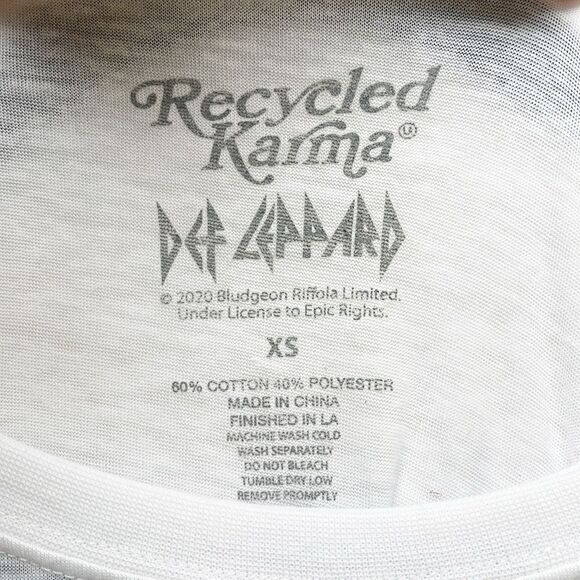 Recycled
Karma®
DEF LEPPARD
© 2020 Bludgeon Riffola Limited.
Under License to Epic Rights.
XS
60% COTTON 40% POLYESTER
MADE IN CHINA
FINISHED IN LA
MACHINE WASH COLD
WASH SEPARATELY
DO NOT BLEACH
TUMBLE DRY LOW
REMOVE PROMPTLY